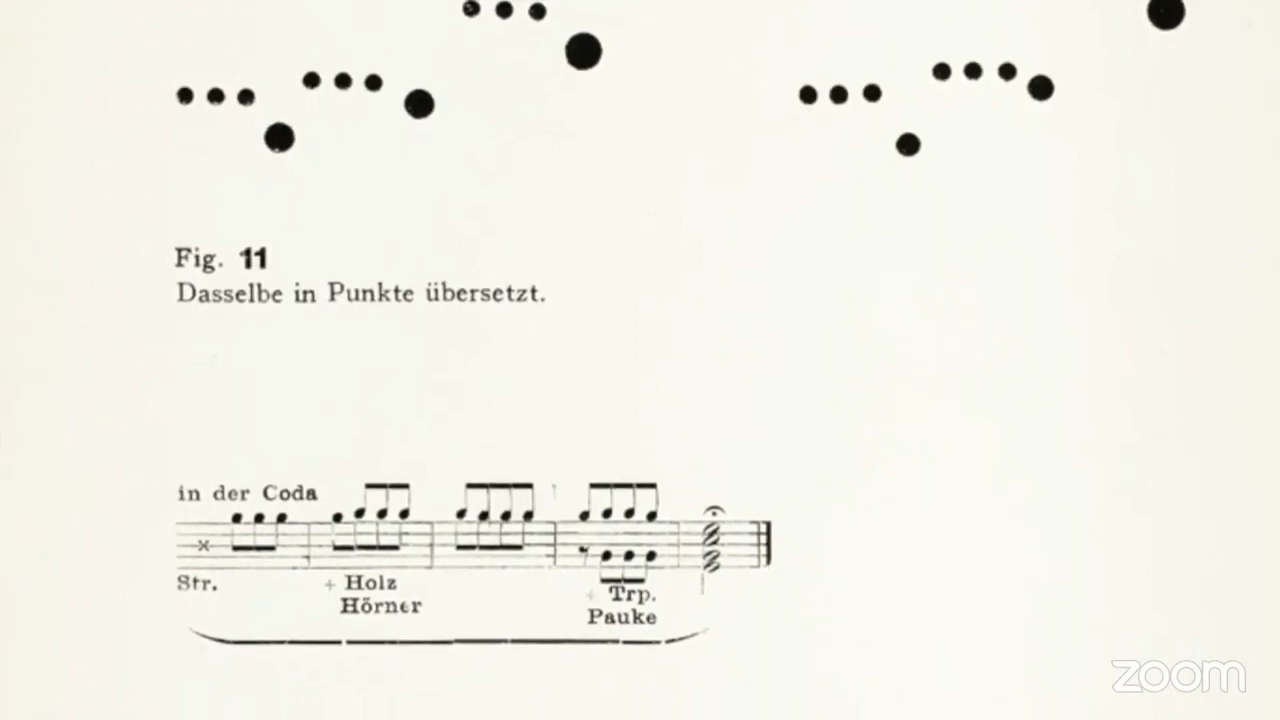 Fig. 11
Dasselbe in Punkte übersetzt.
in der Coda
Str.
+ Holz
Hörner
+ Trp.
Pauke
zoom